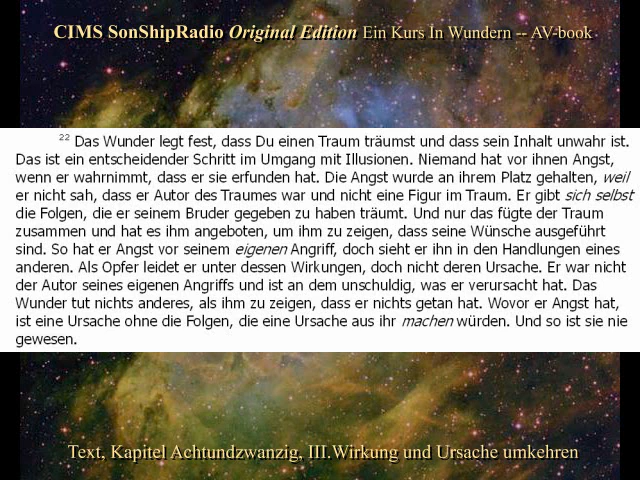 CIMS SonShipRadio Original Edition Ein Kurs In Wundern -- AV-book
22 Das Wunder legt fest, dass Du einen Traum träumst und dass sein Inhalt unwahr ist.
Das ist ein entscheidender Schritt im Umgang mit Illusionen. Niemand hat vor ihnen Angst,
wenn er wahrnimmt, dass er sie erfunden hat. Die Angst wurde an ihrem Platz gehalten, weil
er nicht sah, dass er Autor des Traumes war und nicht eine Figur im Traum. Er gibt sich selbst
die Folgen, die er seinem Bruder gegeben zu haben träumt. Und nur das fügte der Traum
zusammen und hat es ihm angeboten, um ihm zu zeigen, dass seine Wünsche ausgeführt
sind. So hat er Angst vor seinem eigenen Angriff, doch sieht er ihn in den Handlungen eines
anderen. Als Opfer leidet er unter dessen Wirkungen, doch nicht deren Ursache. Er war nicht
der Autor seines eigenen Angriffs und ist an dem unschuldig, was er verursacht hat. Das
Wunder tut nichts anderes, als ihm zu zeigen, dass er nichts getan hat. Wovor er Angst hat,
ist eine Ursache ohne die Folgen, die eine Ursache aus ihr machen würden. Und so ist sie nie
gewesen.
Text, Kapitel Achtundzwanzig, III.Wirkung und Ursache umkehren